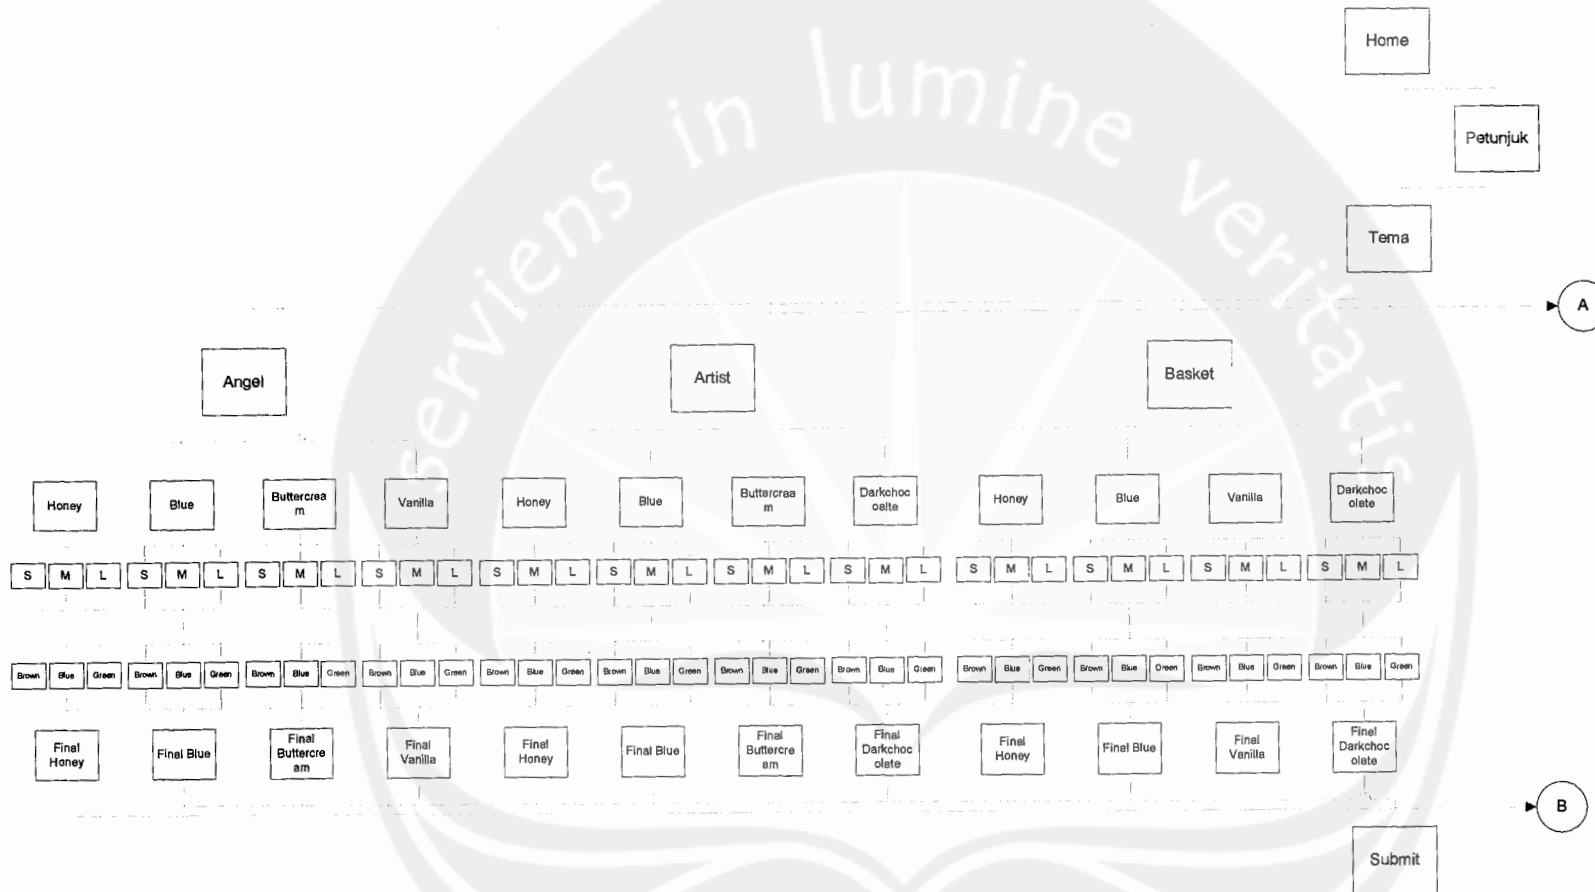 serviens in lumine veritatis
Home
Petunjuk
Tema
A
Angel
Artist
Basket
Honey
Blue
Buttercrea
m
Vanilla
Honey
Blue
Buttercrea
m
Darkchoc
oalte
Honey
Blue
Vanilla
Darkchoc
olate
S M L S M L S M L S M L S M L S M L S M L S M L S M L S M L S M L S M L
Brown Blue Green Brown Blue Green Brown Blue Green Brown Blue Green Brown Blue Green Brown Blue Green Brown Blue Green Brown Blue Green Brown Blue Green Brown Blue Green Brown Blue Green Brown Blue Green
Final
Honey
Final Blue
Final
Buttercre
am
Final
Vanilla
Final
Honey
Final Blue
Final
Buttercre
am
Final
Darkchoc
olate
Final
Honey
Final Blue
Final
Vanilla
Final
Darkchoc
olate
B
Submit